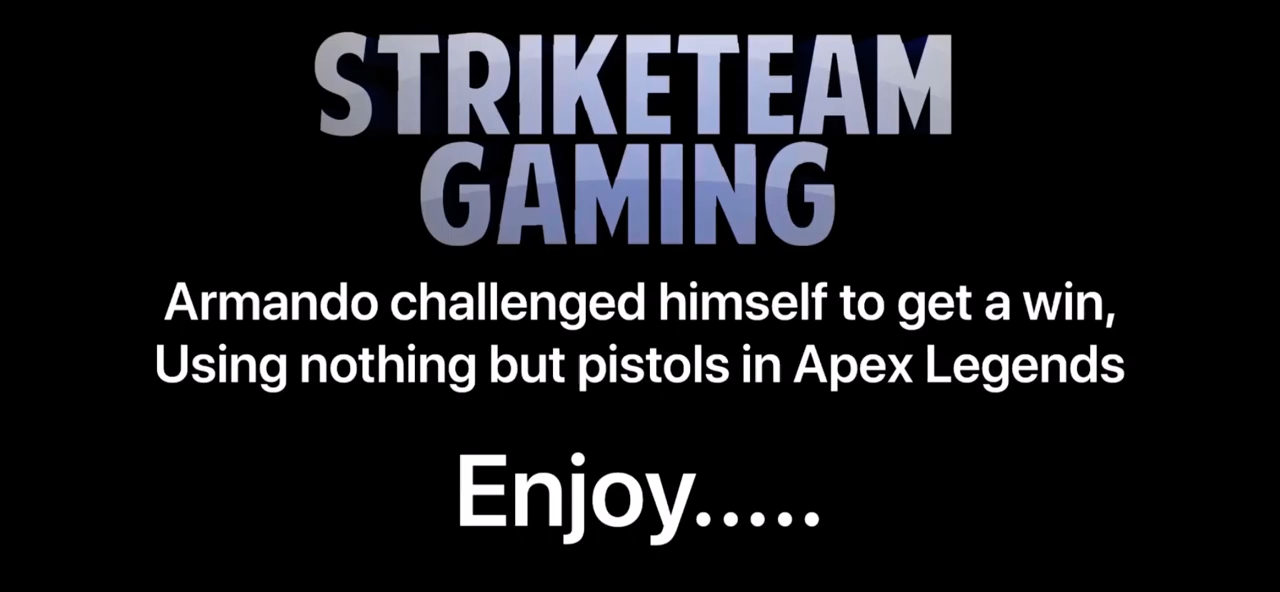 STRIKETEAM
GAMING
Armando challenged himself to get a win,
Using nothing but pistols in Apex Legends
Enjoy.....